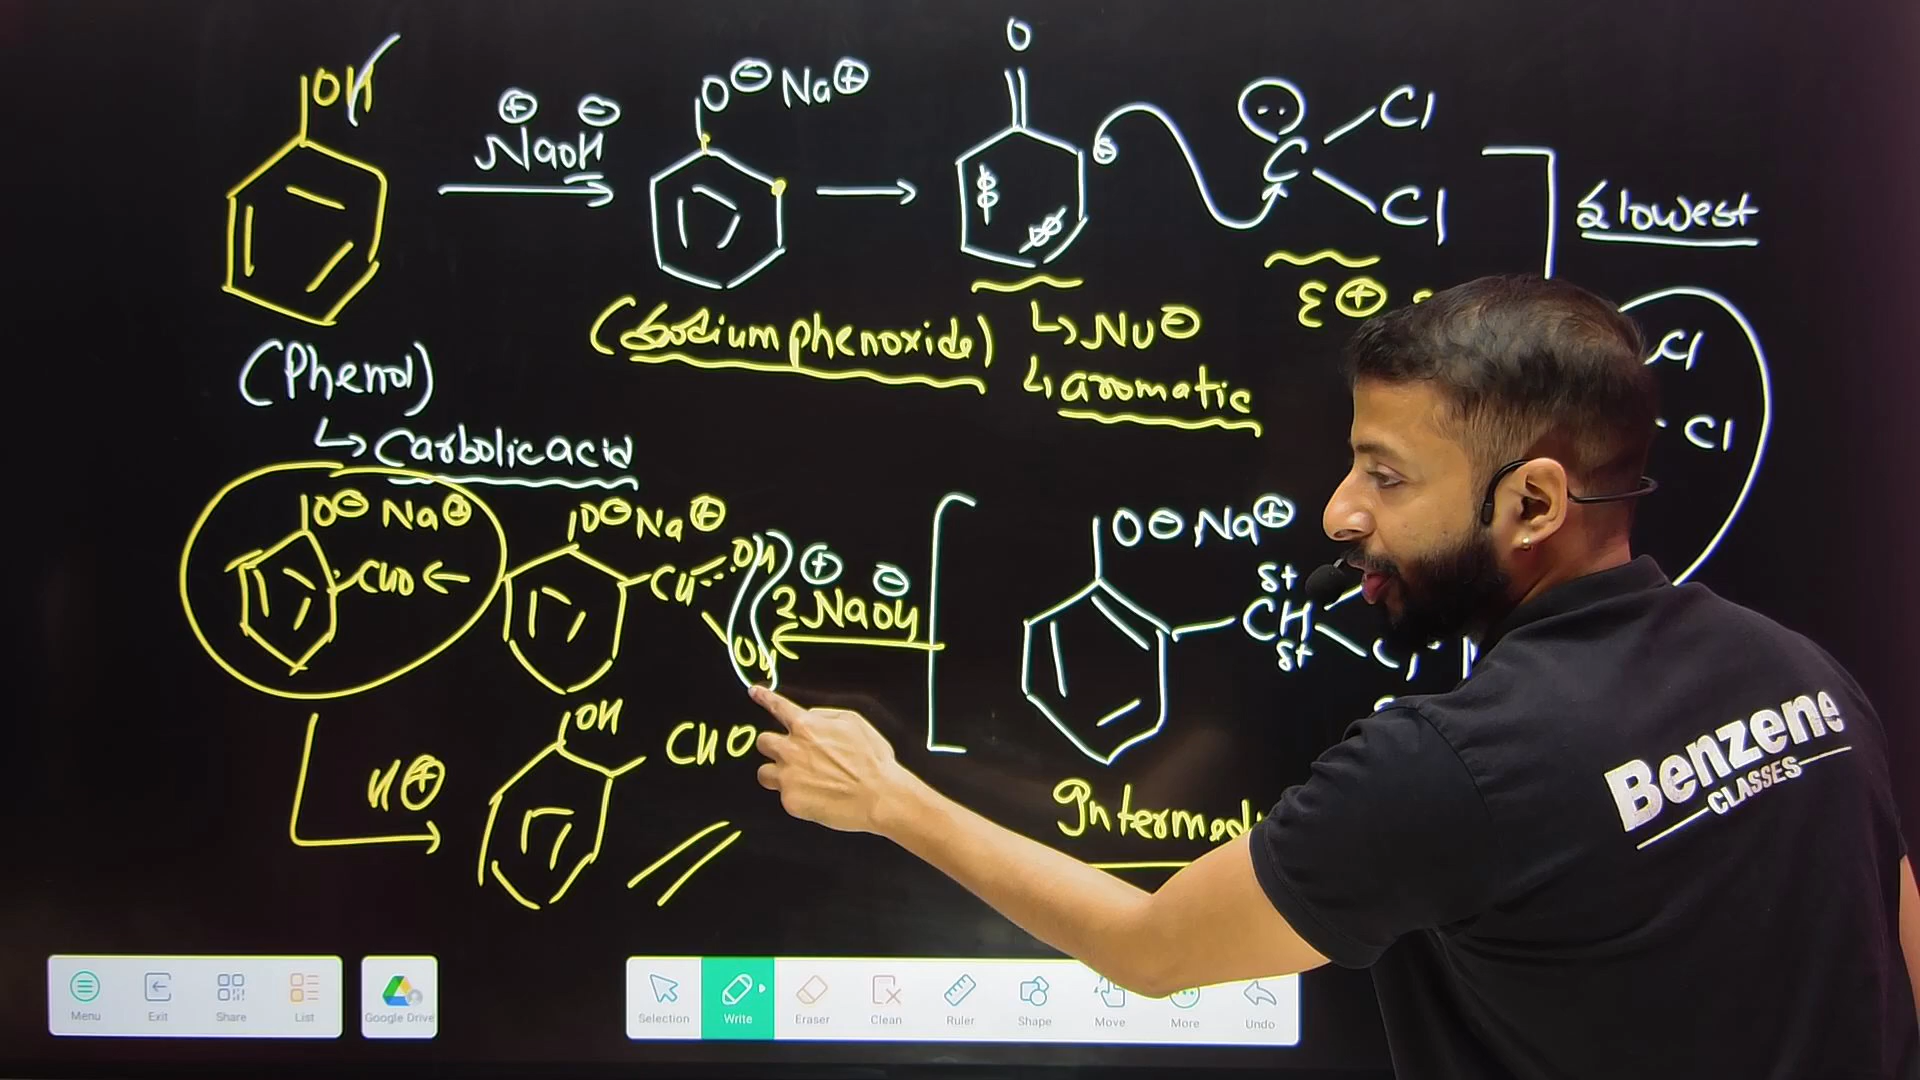 OH
⊕ ⊖
NaOH
O⊖ Na⊕
O
⊖
C
Cl
Cl
slowest
(Phenol)
↳ Carbolic acid
(Sodium phenoxide)
↳ Nu⊖
↳ aromatic
E⊕
Cl
Cl
O⊖ Na⊕
CHO ←
O⊖ Na⊕
CH
OH
OH
⊕ ⊖
2NaOH
O⊖ Na⊕
δ+
CH
δ+
H⊕
OH
CHO
Intermedi
Benzene
CLASSES
Menu
Exit
Share
List
Google Drive
Selection
Write
Eraser
Clean
Ruler
Shape
Move
More
Undo